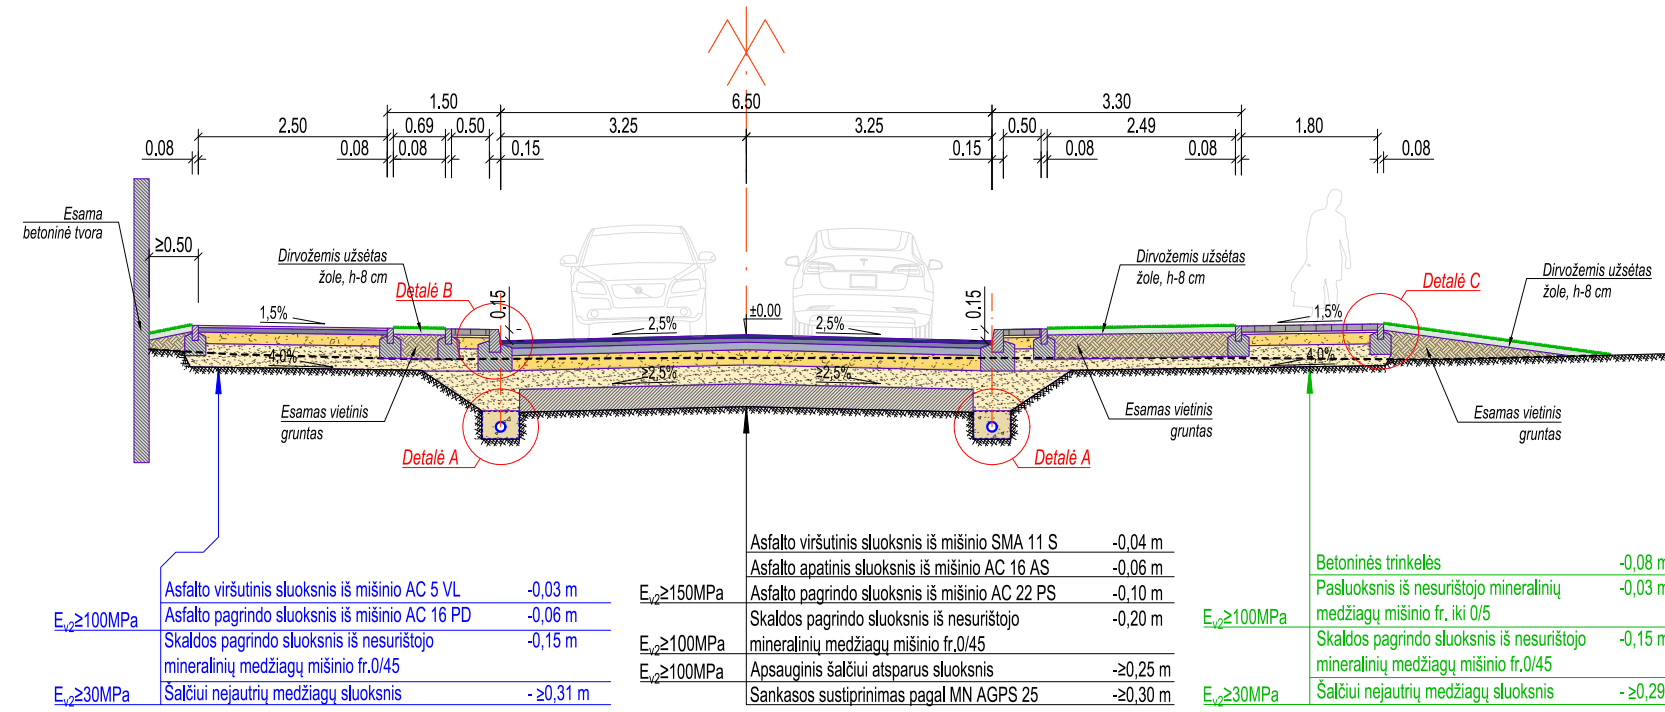 1.50 6.50 3.30
2.50 0.69 0.50 3.25 3.25 0.50 2.49 1.80
0.08 0.08 0.08 0.15 0.15 0.08 0.08 0.08
Esama
betoninė tvora
≥0.50
Dirvožemis užsėtas
žole, h-8 cm
Detalė B
0.15
±0.00
0.15
Dirvožemis užsėtas
žole, h-8 cm
Detalė C
Dirvožemis užsėtas
žole, h-8 cm
1,5% 2,5% 2,5% 1,5%
4,0% ≥2,5% ≥2,5% 4,0%
Esamas vietinis
gruntas
Esamas vietinis
gruntas
Esamas vietinis
gruntas
Detalė A
Detalė A
Asfalto viršutinis sluoksnis iš mišinio AC 5 VL -0,03 m
Ev2≥100MPa Asfalto pagrindo sluoksnis iš mišinio AC 16 PD -0,06 m
Skaldos pagrindo sluoksnis iš nesurištojo -0,15 m
mineralinių medžiagų mišinio fr.0/45
Ev2≥30MPa Šalčiui nejautrių medžiagų sluoksnis - ≥0,31 m
Asfalto viršutinis sluoksnis iš mišinio SMA 11 S -0,04 m
Asfalto apatinis sluoksnis iš mišinio AC 16 AS -0,06 m
Ev2≥150MPa Asfalto pagrindo sluoksnis iš mišinio AC 22 PS -0,10 m
Skaldos pagrindo sluoksnis iš nesurištojo -0,20 m
Ev2≥100MPa mineralinių medžiagų mišinio fr.0/45
Ev2≥100MPa Apsauginis šalčiui atsparus sluoksnis -≥0,25 m
Sankasos sustiprinimas pagal MN AGPS 25 -≥0,30 m
Betoninės trinkelės -0,08 m
Pasluoksnis iš nesurištojo mineralinių -0,03 m
Ev2≥100MPa medžiagų mišinio fr. iki 0/5
Skaldos pagrindo sluoksnis iš nesurištojo -0,15 m
mineralinių medžiagų mišinio fr.0/45
Ev2≥30MPa Šalčiui nejautrių medžiagų sluoksnis - ≥0,29